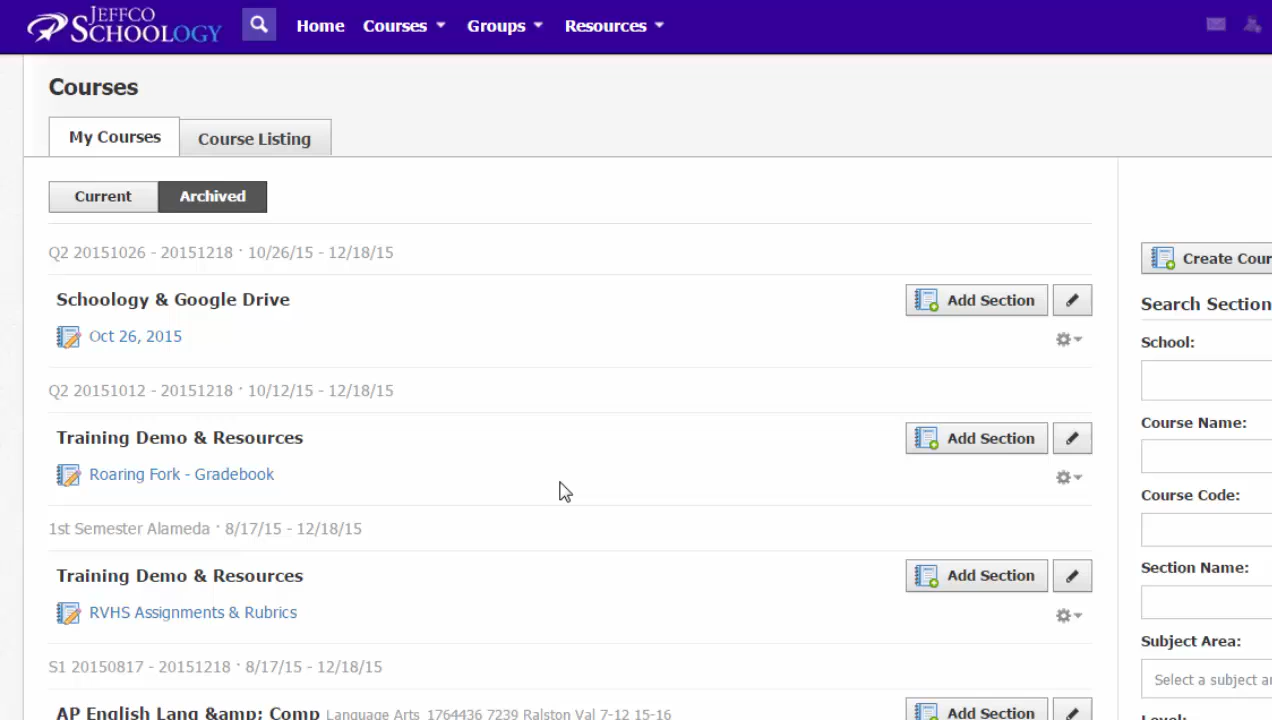 JEFFCO
SCHOOLOGY
Home Courses Groups Resources
Courses
My Courses Course Listing
Current Archived
Q2 20151026 - 20151218 · 10/26/15 - 12/18/15
Schoology & Google Drive Add Section
Oct 26, 2015
Q2 20151012 - 20151218 · 10/12/15 - 12/18/15
Training Demo & Resources Add Section
Roaring Fork - Gradebook
1st Semester Alameda · 8/17/15 - 12/18/15
Training Demo & Resources Add Section
RVHS Assignments & Rubrics
S1 20150817 - 20151218 · 8/17/15 - 12/18/15
AP English Lang &amp; Comp Language Arts 1764436 7239 Ralston Val 7-12 15-16 Add Section
Create Cour
Search Section
School:
Course Name:
Course Code:
Section Name:
Subject Area:
Select a subject ar
Level: